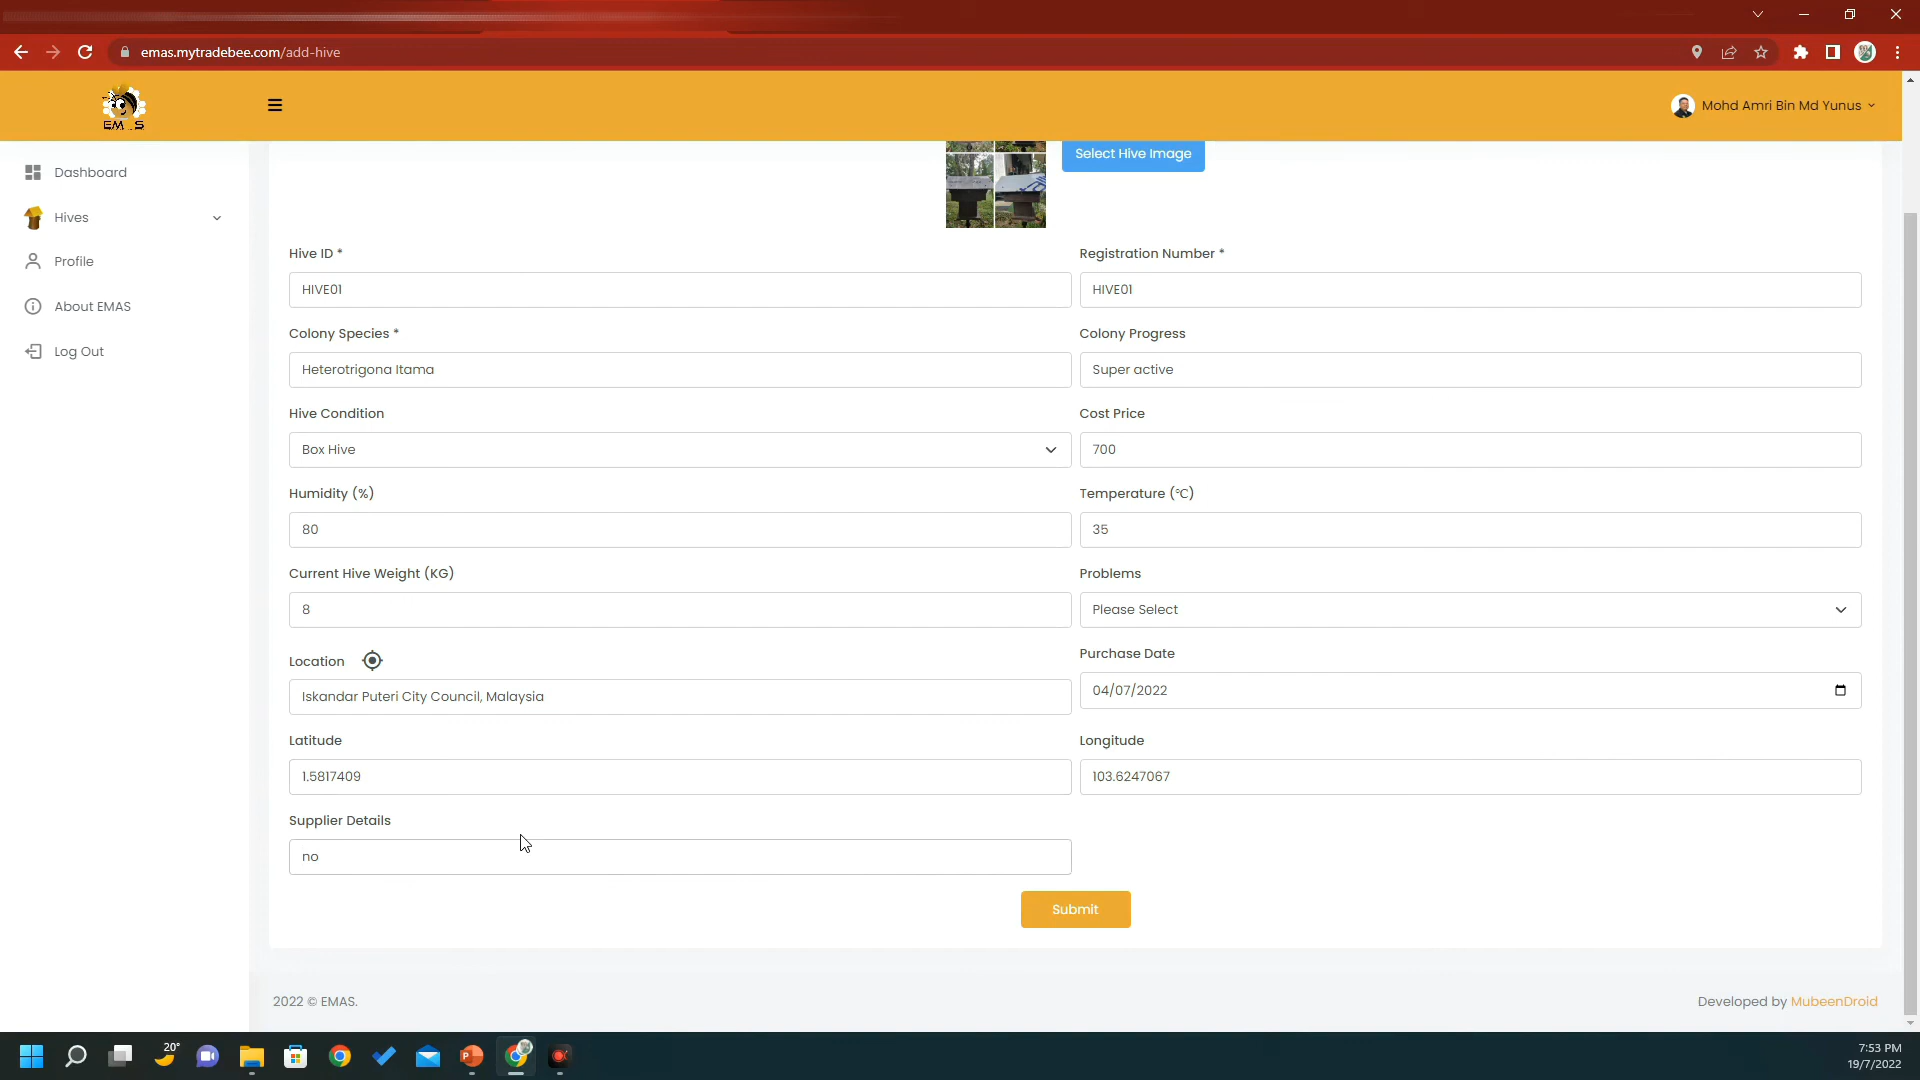 emas.mytradebee.com/add-hive
EM S
Mohd Amri Bin Md Yunus
Dashboard
Hives
Profile
About EMAS
Log Out
Select Hive Image
Hive ID *
Registration Number *
HIVE01
HIVE01
Colony Species *
Colony Progress
Heterotrigona Itama
Super active
Hive Condition
Cost Price
Box Hive
700
Humidity (%)
Temperature (℃)
80
35
Current Hive Weight (KG)
Problems
8
Please Select
Location
Purchase Date
Iskandar Puteri City Council, Malaysia
04/07/2022
Latitude
Longitude
1.5817409
103.6247067
Supplier Details
no
Submit
2022 © EMAS.
Developed by MubeenDroid
20°
7:53 PM
19/7/2022